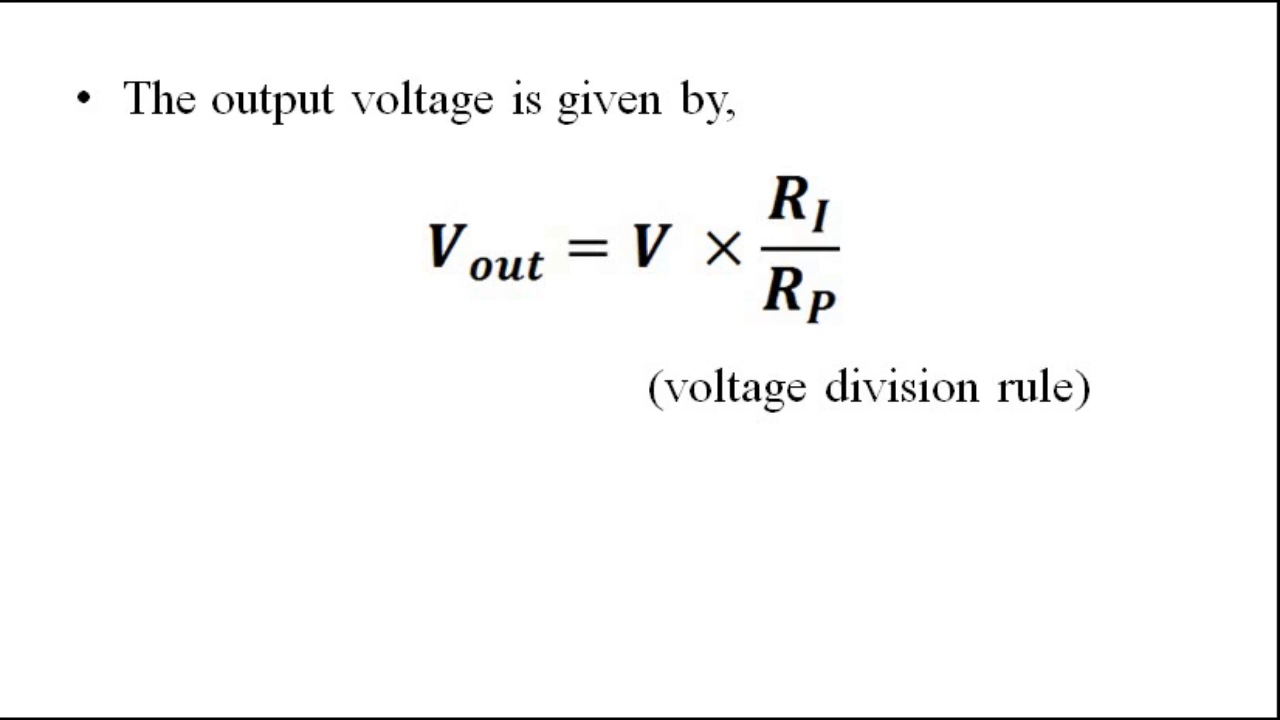 • The output voltage is given by,
V_out = V × R_I / R_P
(voltage division rule)